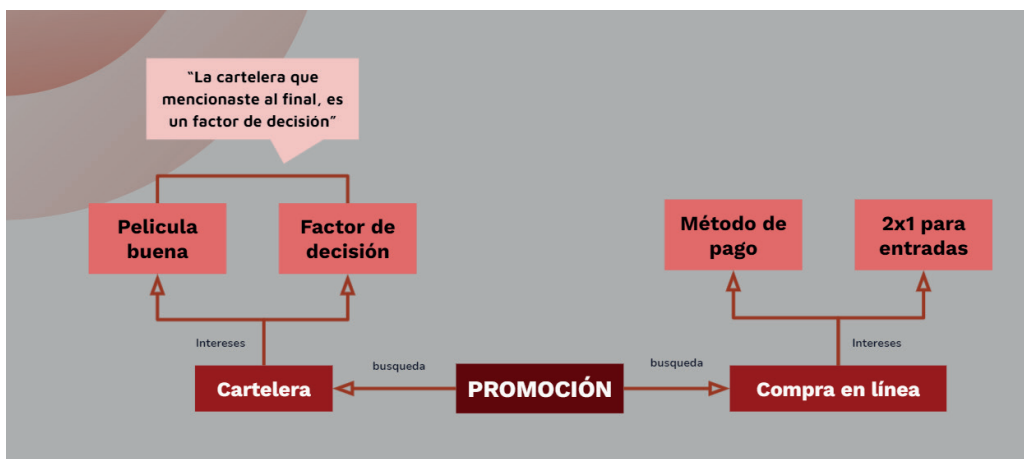 “La cartelera que
mencionaste al final, es
un factor de decisión”
Pelicula
buena
Factor de
decisión
Método de
pago
2x1 para
entradas
Intereses
Intereses
busqueda
busqueda
Cartelera
PROMOCIÓN
Compra en línea